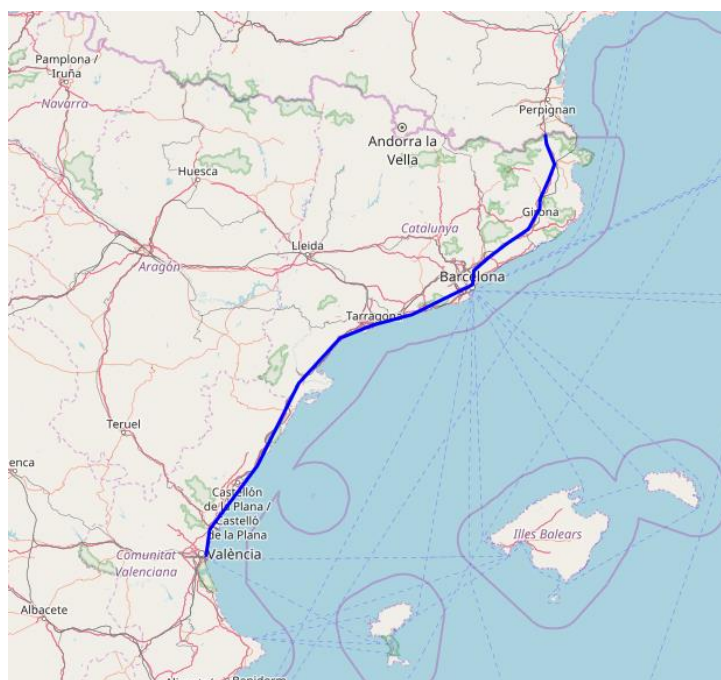 Pamplona /
Iruña
Navarra
Perpignan
Andorra la
Vella
Huesca
Girona
Catalunya
Lleida
Aragón
Barcelona
Tarragona
Teruel
Castellón
de la Plana /
Castelló
de la Plana
Comunitat
Valenciana
València
Illes Balears
Albacete